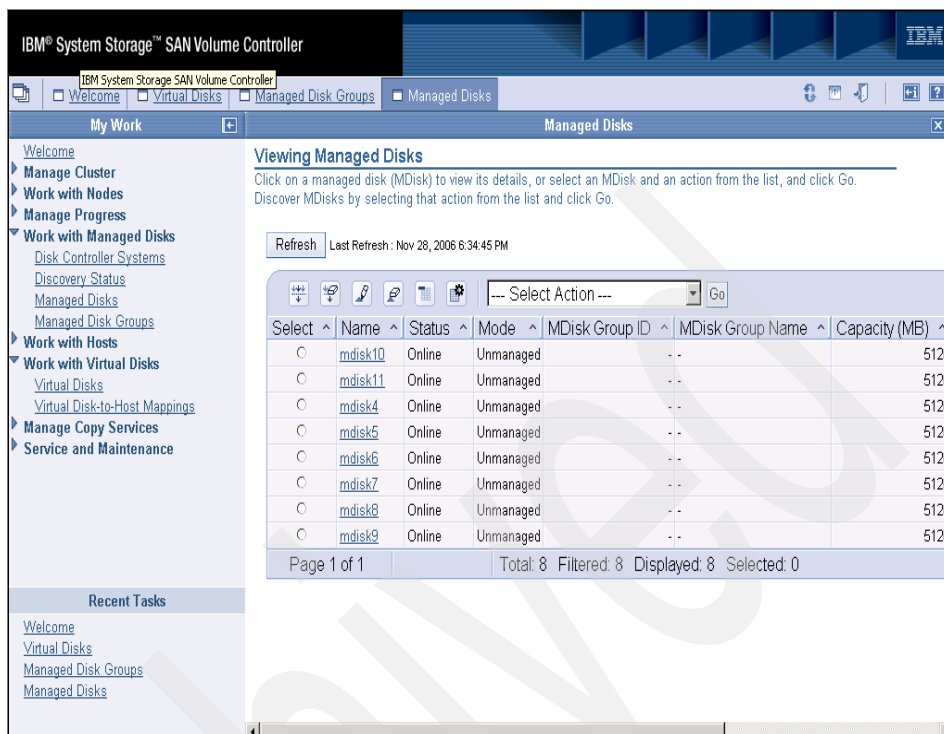 IBM® System Storage™ SAN Volume Controller
IBM
IBM System Storage SAN Volume Controller
Welcome Virtual Disks Managed Disk Groups Managed Disks
My Work
Managed Disks
Welcome
Manage Cluster
Work with Nodes
Manage Progress
Work with Managed Disks
Disk Controller Systems
Discovery Status
Managed Disks
Managed Disk Groups
Work with Hosts
Work with Virtual Disks
Virtual Disks
Virtual Disk-to-Host Mappings
Manage Copy Services
Service and Maintenance
Recent Tasks
Welcome
Virtual Disks
Managed Disk Groups
Managed Disks
Viewing Managed Disks
Click on a managed disk (MDisk) to view its details, or select an MDisk and an action from the list, and click Go.
Discover MDisks by selecting that action from the list and click Go.
Refresh Last Refresh : Nov 28, 2006 6:34:45 PM
--- Select Action --- Go
Select ^ Name ^ Status ^ Mode ^ MDisk Group ID ^ MDisk Group Name ^ Capacity (MB) ^
mdisk10 Online Unmanaged - - 512
mdisk11 Online Unmanaged - - 512
mdisk4 Online Unmanaged - - 512
mdisk5 Online Unmanaged - - 512
mdisk6 Online Unmanaged - - 512
mdisk7 Online Unmanaged - - 512
mdisk8 Online Unmanaged - - 512
mdisk9 Online Unmanaged - - 512
Page 1 of 1 Total: 8 Filtered: 8 Displayed: 8 Selected: 0